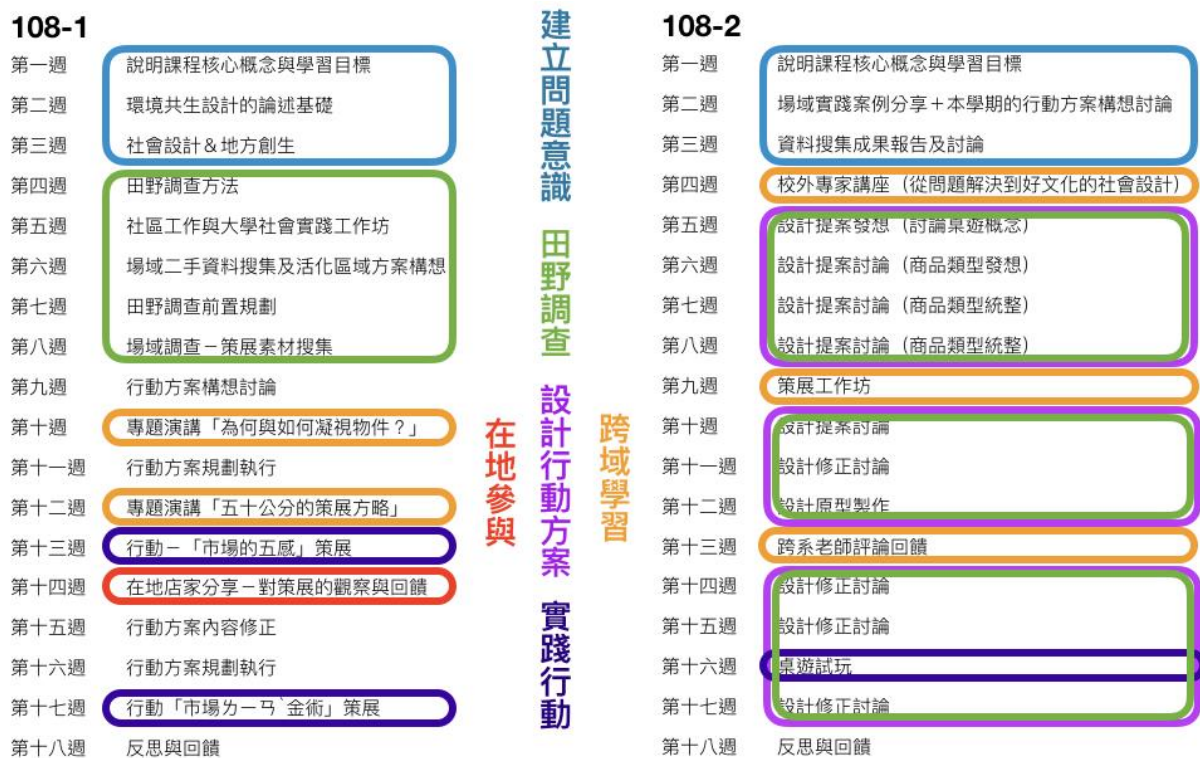 108-1
第一週 說明課程核心概念與學習目標
第二週 環境共生設計的論述基礎
第三週 社會設計＆地方創生
第四週 田野調查方法
第五週 社區工作與大學社會實踐工作坊
第六週 場域二手資料搜集及活化區域方案構想
第七週 田野調查前置規劃
第八週 場域調查－策展素材搜集
第九週 行動方案構想討論
第十週 專題演講「為何與如何凝視物件？」
第十一週 行動方案規劃執行
第十二週 專題演講「五十公分的策展方略」
第十三週 行動－「市場的五感」策展
第十四週 在地店家分享－對策展的觀察與回饋
第十五週 行動方案內容修正
第十六週 行動方案規劃執行
第十七週 行動「市場ㄌㄧㄢˋ金術」策展
第十八週 反思與回饋
建立問題意識
田野調查
設計行動方案
實踐行動
在地參與
跨域學習
108-2
第一週 說明課程核心概念與學習目標
第二週 場域實踐案例分享＋本學期的行動方案構想討論
第三週 資料搜集成果報告及討論
第四週 校外專家講座（從問題解決到好文化的社會設計）
第五週 設計提案發想（討論桌遊概念）
第六週 設計提案討論（商品類型發想）
第七週 設計提案討論（商品類型統整）
第八週 設計提案討論（商品類型統整）
第九週 策展工作坊
第十週 設計提案討論
第十一週 設計修正討論
第十二週 設計原型製作
第十三週 跨系老師評論回饋
第十四週 設計修正討論
第十五週 設計修正討論
第十六週 桌遊試玩
第十七週 設計修正討論
第十八週 反思與回饋